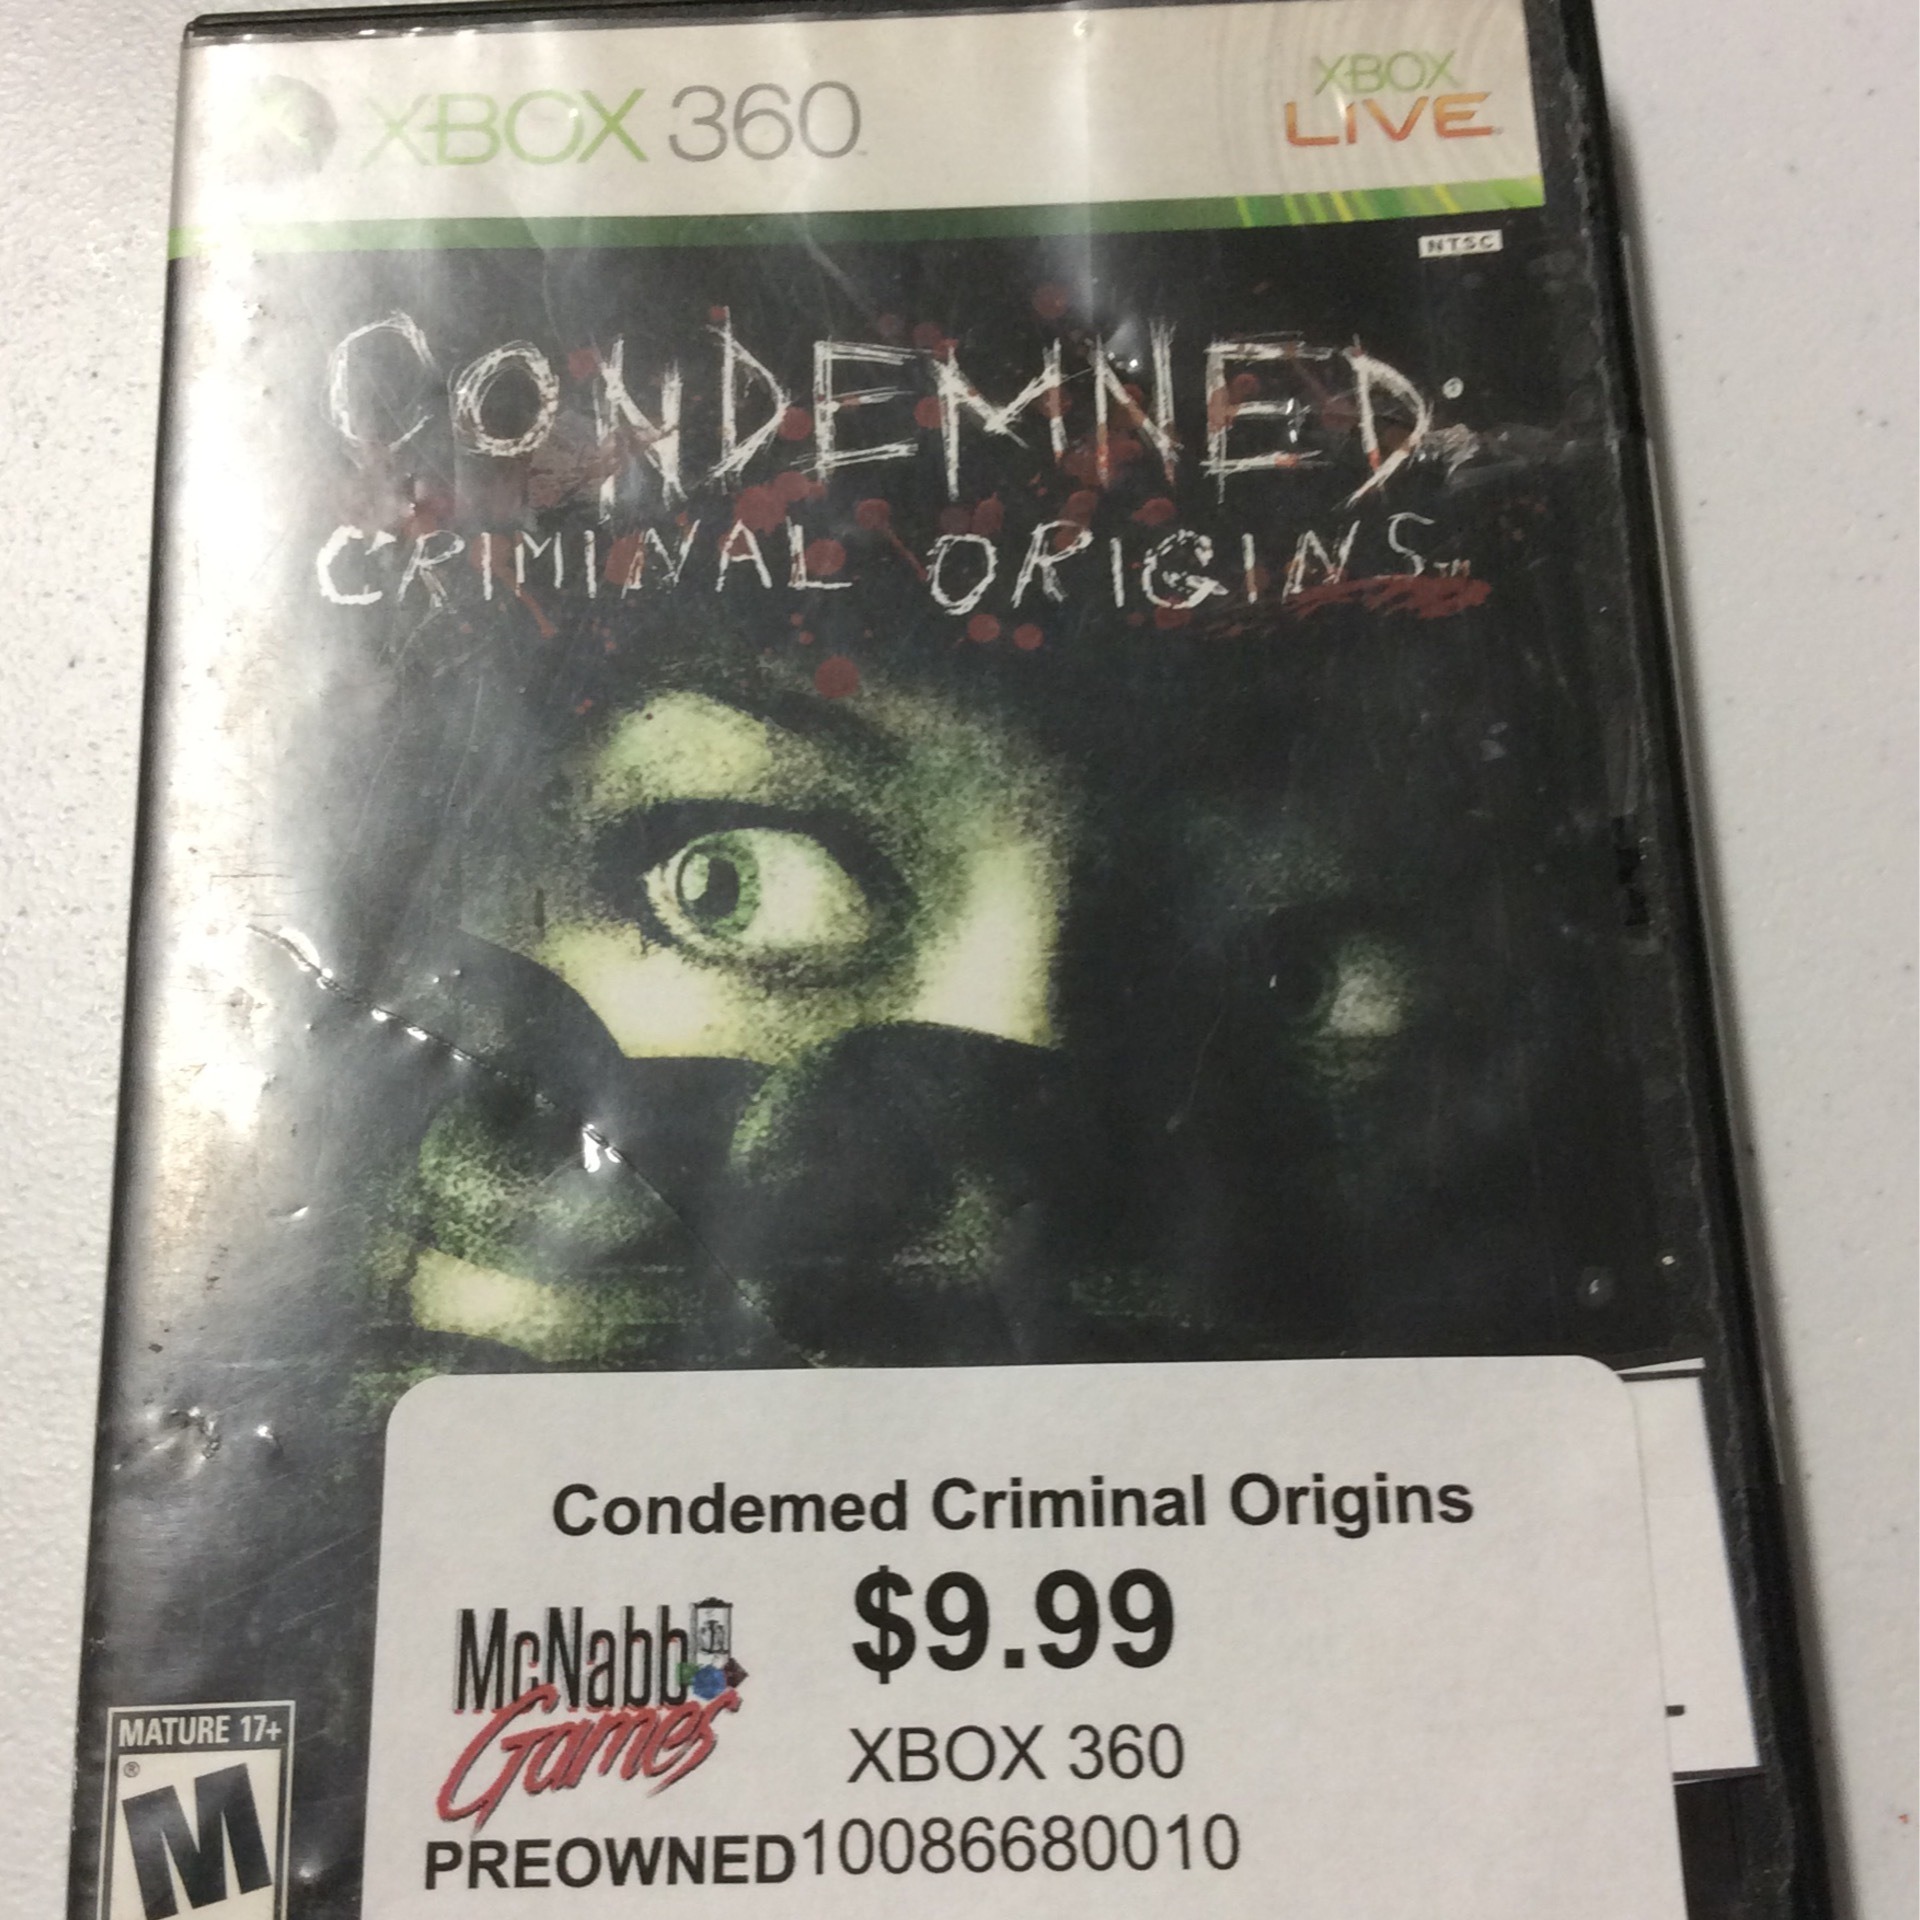 XBOX 360
XBOX
LIVE
NTSC
CONDEMNED:
CRIMINAL ORIGINS™
Condemed Criminal Origins
$9.99
McNabb
Games
XBOX 360
PREOWNED 10086680010
MATURE 17+
M